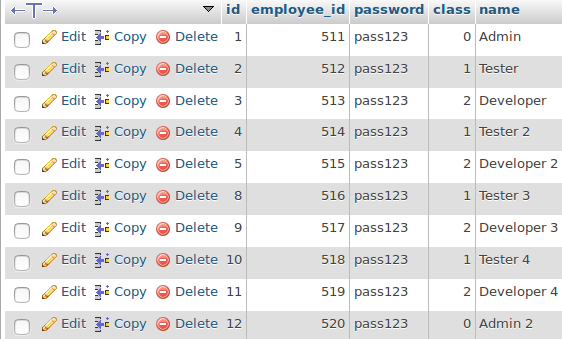 id employee_id password class name
Edit Copy Delete 1 511 pass123 0 Admin
Edit Copy Delete 2 512 pass123 1 Tester
Edit Copy Delete 3 513 pass123 2 Developer
Edit Copy Delete 4 514 pass123 1 Tester 2
Edit Copy Delete 5 515 pass123 2 Developer 2
Edit Copy Delete 8 516 pass123 1 Tester 3
Edit Copy Delete 9 517 pass123 2 Developer 3
Edit Copy Delete 10 518 pass123 1 Tester 4
Edit Copy Delete 11 519 pass123 2 Developer 4
Edit Copy Delete 12 520 pass123 0 Admin 2